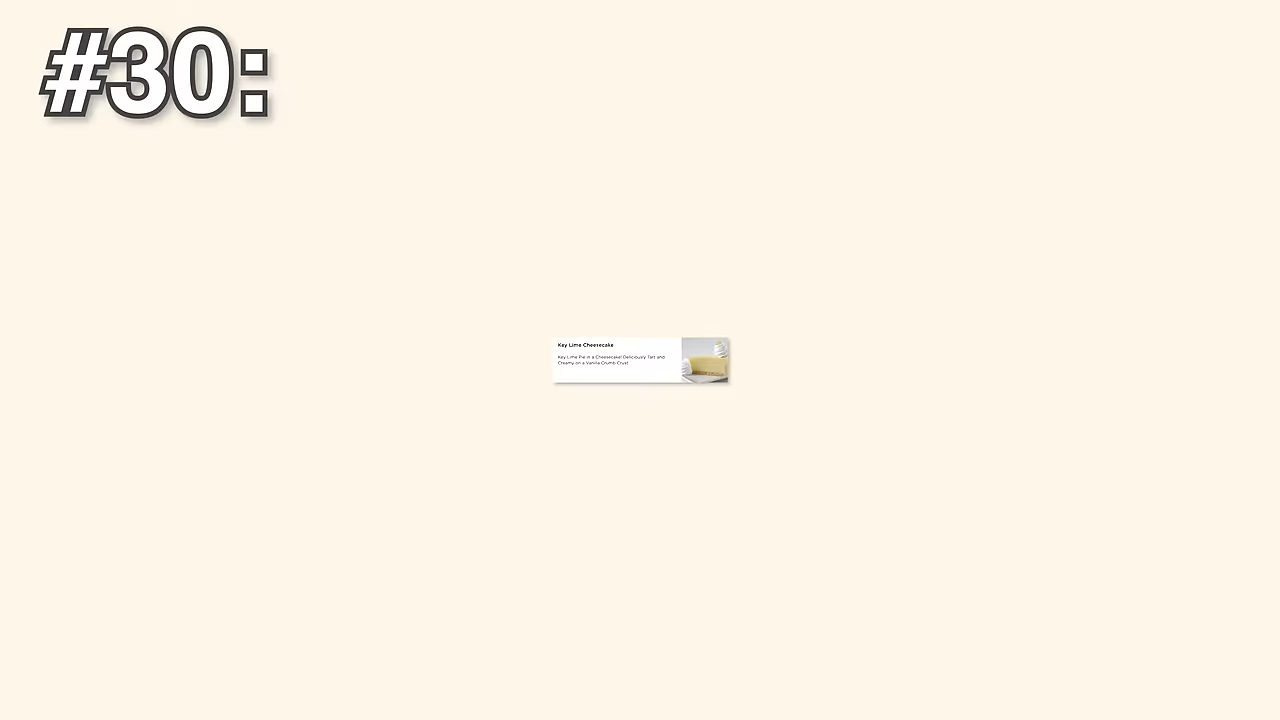 #30:
Key Lime Cheesecake
Key Lime Pie in a Cheesecake! Deliciously Tart and
Creamy on a Vanilla Crumb Crust